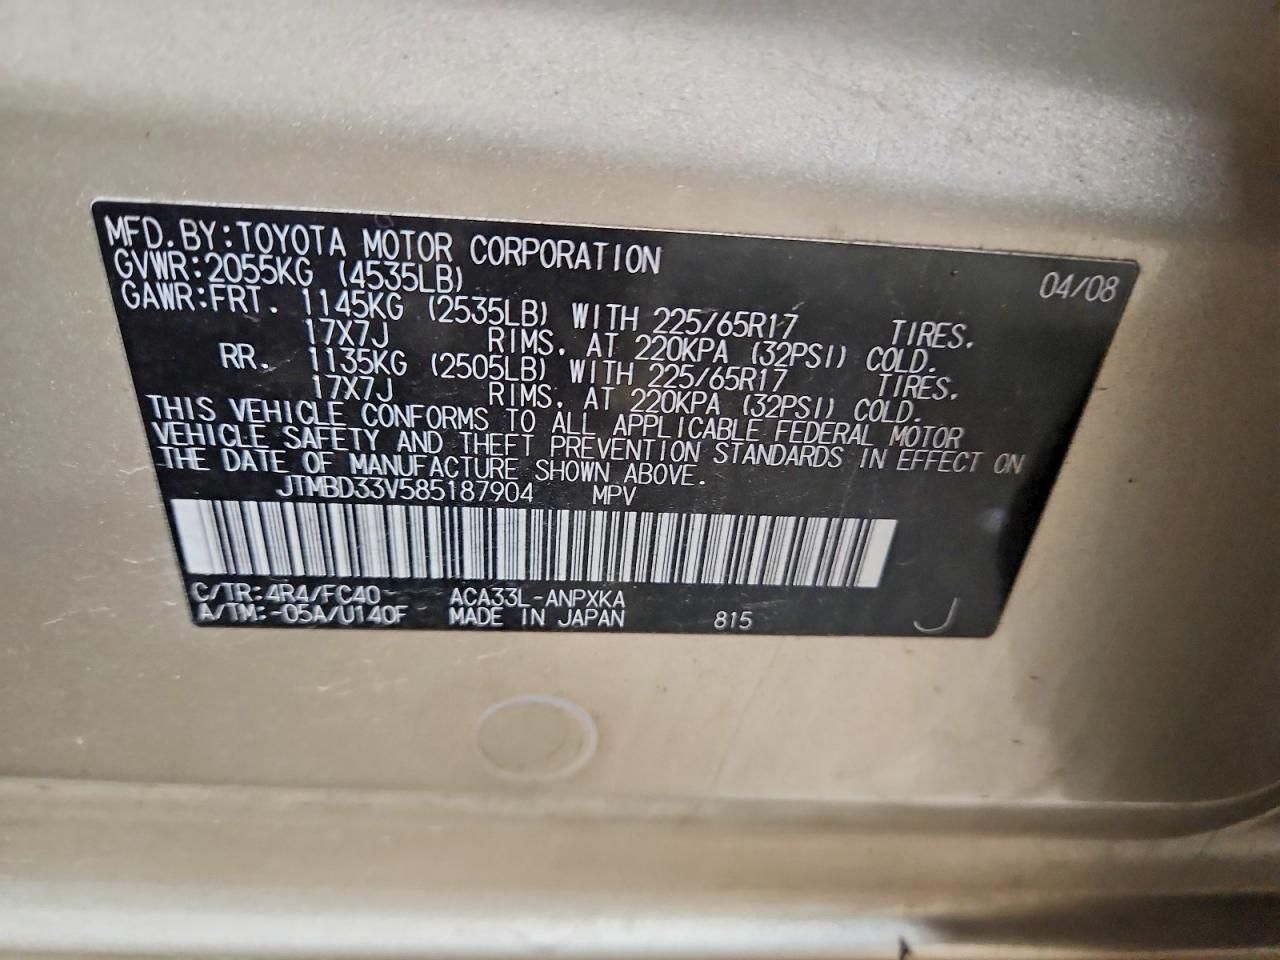 MFD.BY:TOYOTA MOTOR CORPORATION 04/08
GVWR:2055KG (4535LB)
GAWR:FRT. 1145KG (2535LB) WITH 225/65R17 TIRES.
17X7J RIMS. AT 220KPA (32PSI) COLD.
RR. 1135KG (2505LB) WITH 225/65R17 TIRES.
17X7J RIMS. AT 220KPA (32PSI) COLD.
THIS VEHICLE CONFORMS TO ALL APPLICABLE FEDERAL MOTOR
VEHICLE SAFETY AND THEFT PREVENTION STANDARDS IN EFFECT ON
THE DATE OF MANUFACTURE SHOWN ABOVE.
JTMBD33V585187904 MPV
C/TR:4R4/FC40 ACA33L-ANPXKA
A/TM:-05A/U140F MADE IN JAPAN 815 J